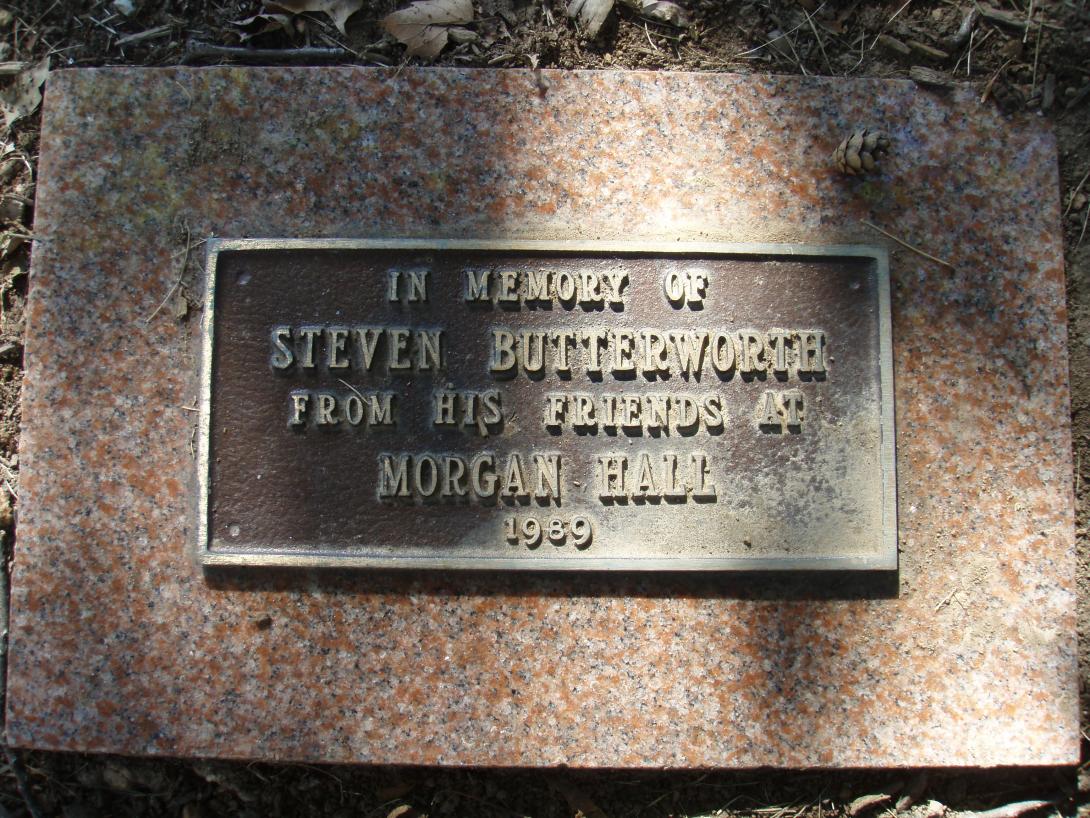 IN MEMORY OF
STEVEN BUTTERWORTH
FROM HIS FRIENDS AT
MORGAN HALL
1989